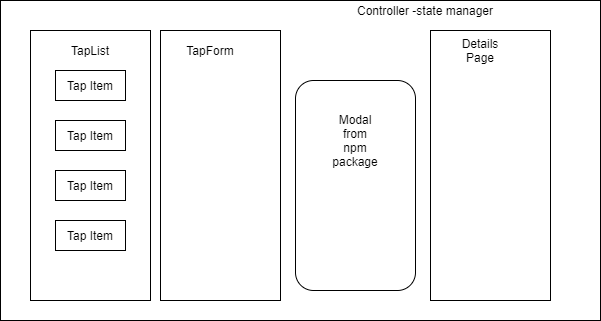 Controller -state manager
TapList
Tap Item
Tap Item
Tap Item
Tap Item
TapForm
Modal
from
npm
package
Details
Page